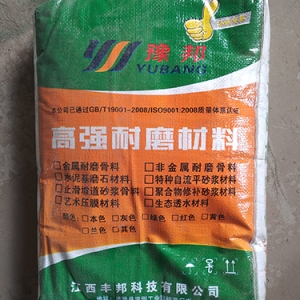 豫邦
YUBANG
本公司已通过GB/T19001-2008/ISO9001:2008质量体系认证
高强耐磨材料
□金属耐磨骨料 □非金属耐磨骨料
□水泥基磨石材料 □特种自流平砂浆材料
□止滑坡道砂浆骨料 □聚合物修补砂浆材料
□艺术压膜材料 □生态透水材料
颜色：□本色 □灰色 □绿色 □红色 □黄色
□兰色 □其色
江西丰邦科技有限公司